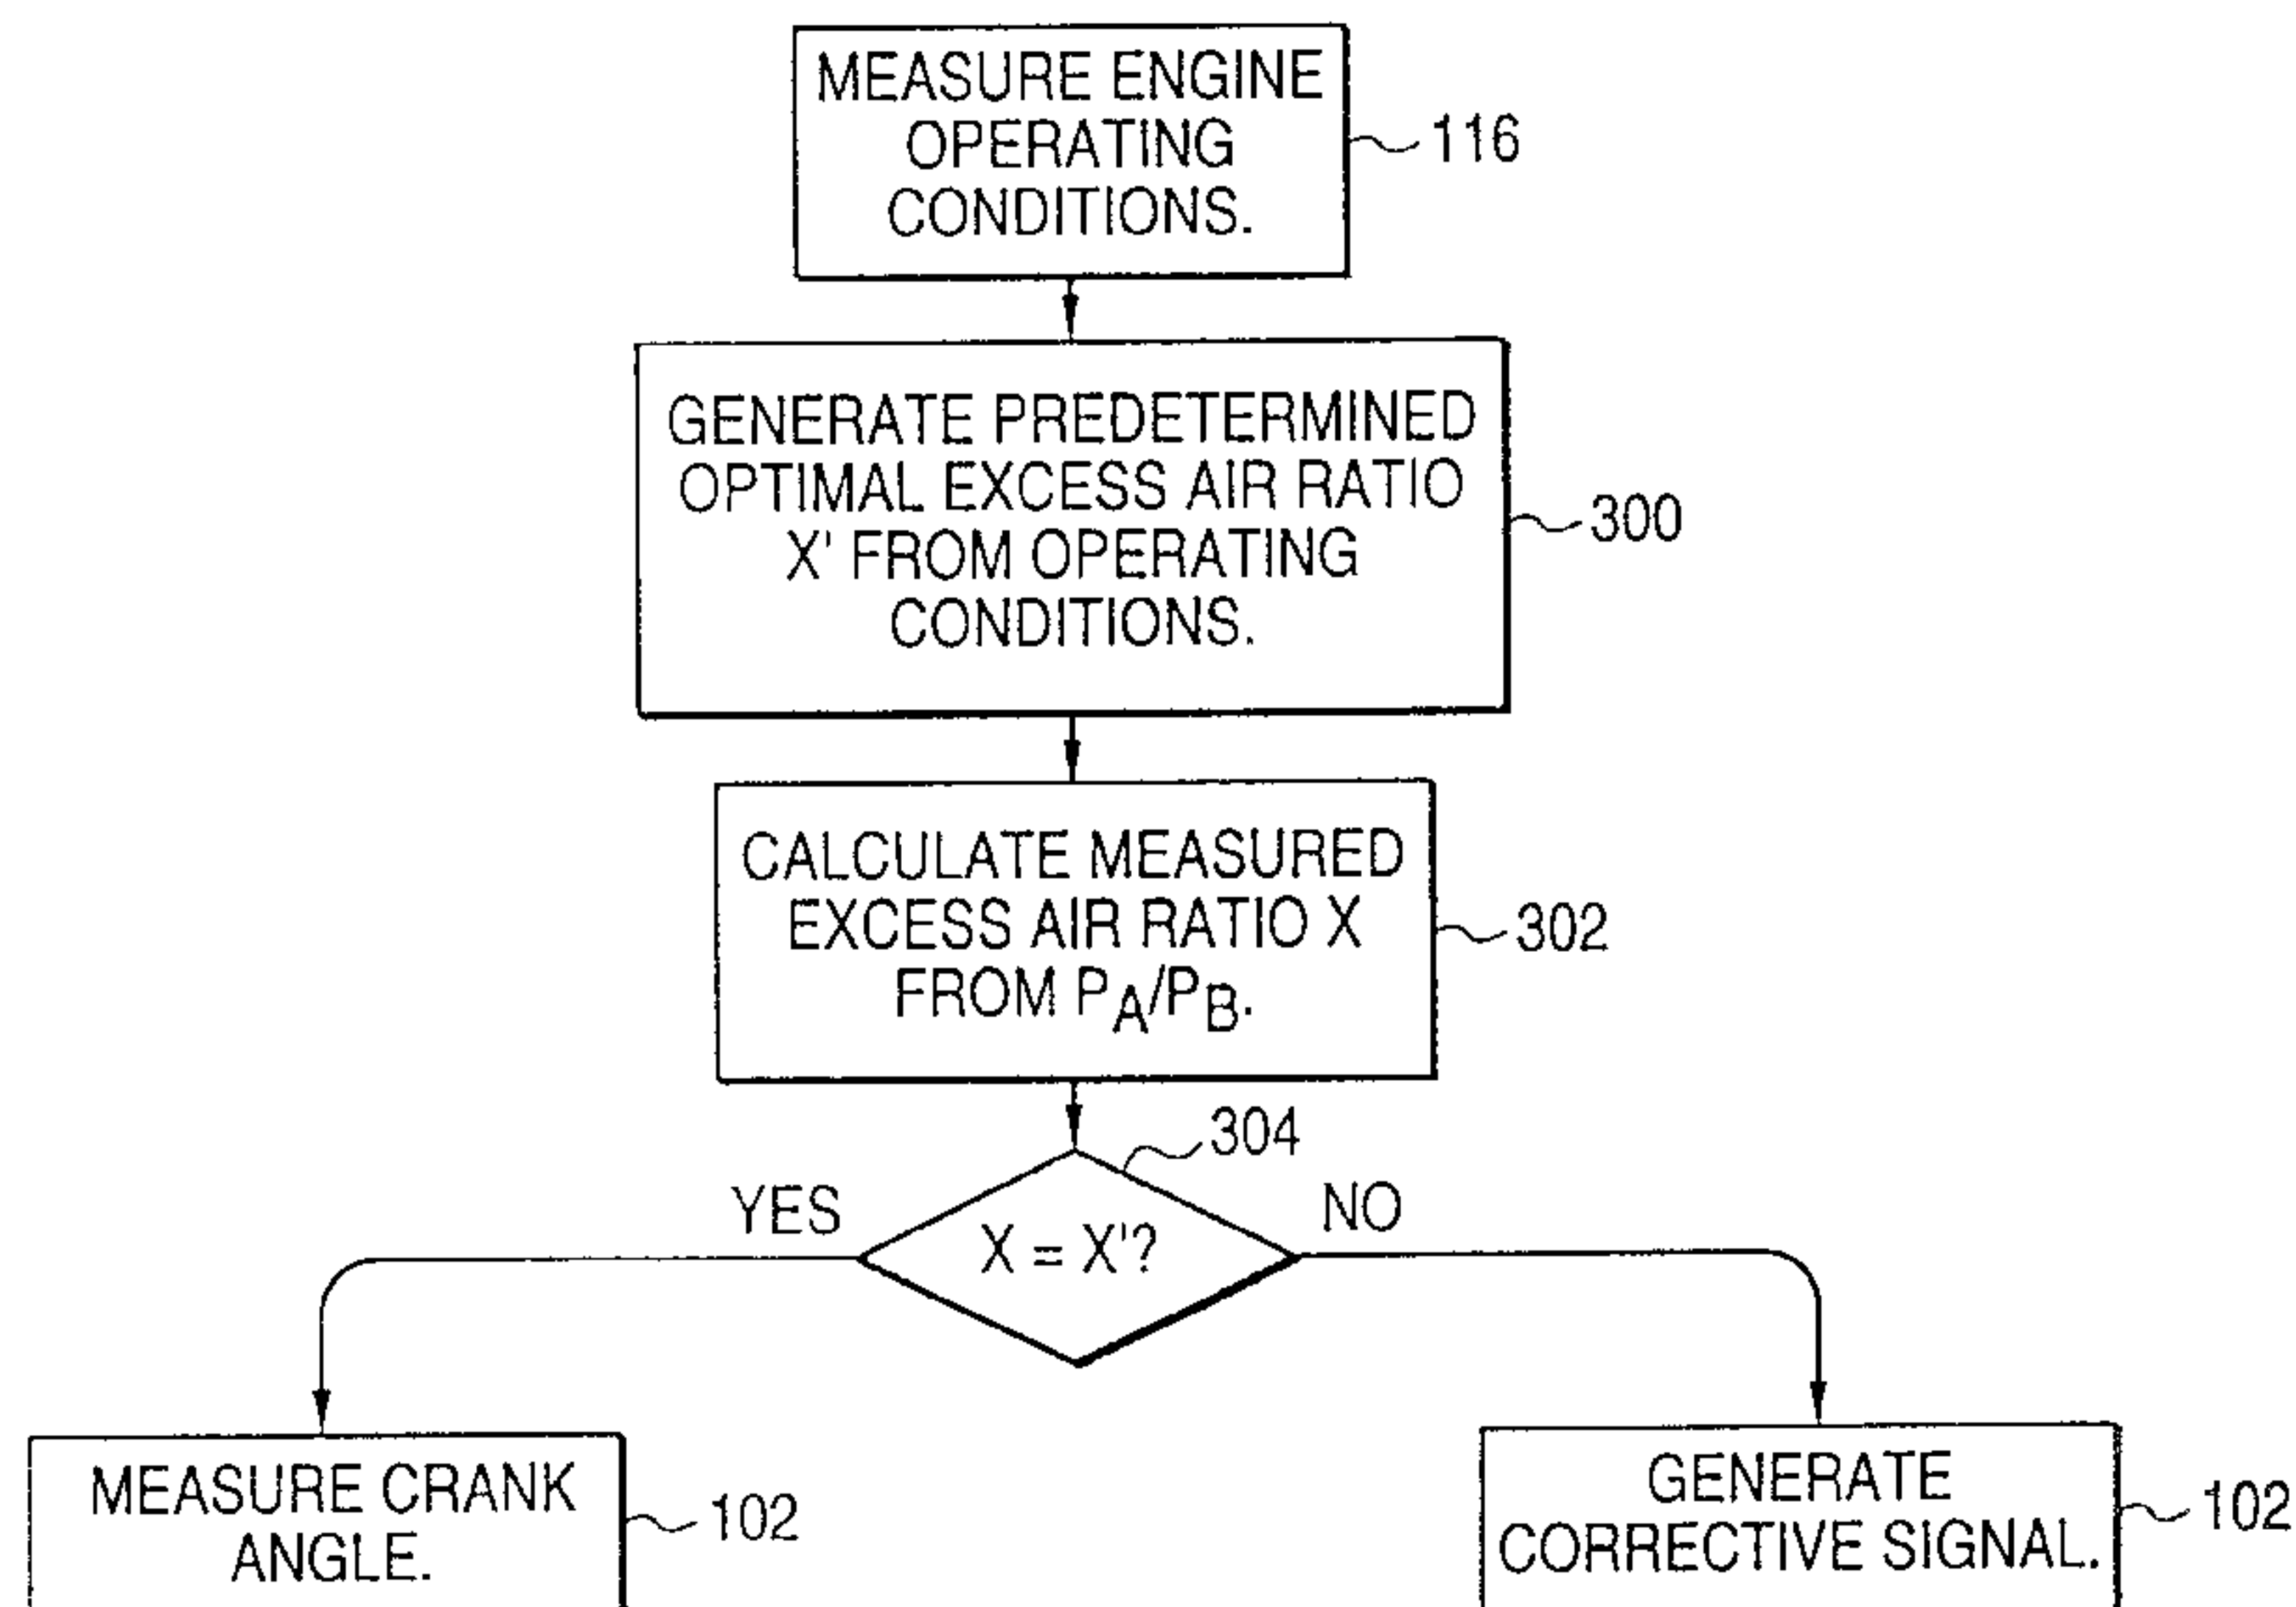 MEASURE ENGINE
OPERATING
CONDITIONS.
116
GENERATE PREDETERMINED
OPTIMAL EXCESS AIR RATIO
X' FROM OPERATING
CONDITIONS.
300
CALCULATE MEASURED
EXCESS AIR RATIO X
FROM PA/PB.
302
304
YES
X = X'?
NO
MEASURE CRANK
ANGLE.
102
GENERATE
CORRECTIVE SIGNAL.
102